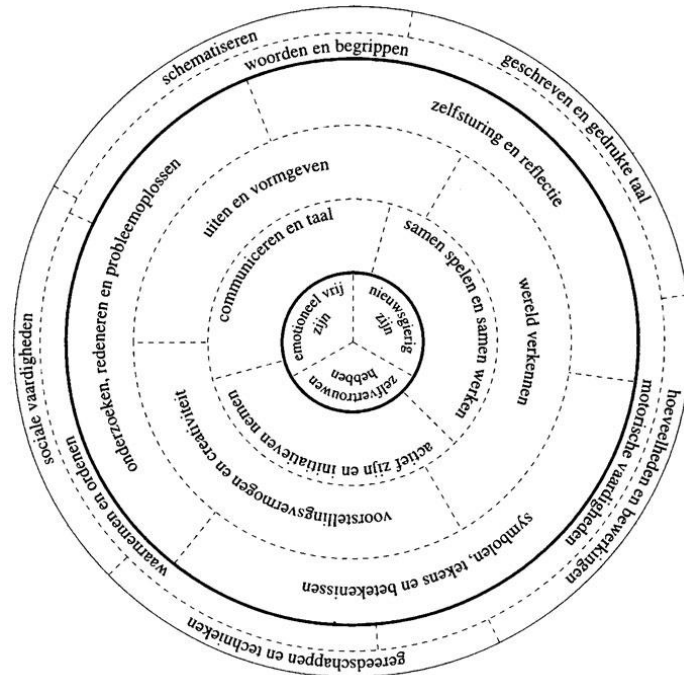 schematiseren
geschreven en gedrukte taal
hoeveelheden en bewerkingen
gereedschappen en technieken
sociale vaardigheden
woorden en begrippen
motorische vaardigheden
waarnemen en ordenen
zelfsturing en reflectie
symbolen, tekens en betekenissen
onderzoeken, redeneren en probleemoplossen
uiten en vormgeven
wereld verkennen
voorstellingsvermogen en creativiteit
communiceren en taal
samen spelen en samen werken
actief zijn en initiatieven nemen
emotioneel vrij
zijn
nieuwsgierig
zijn
zelfvertrouwen
hebben